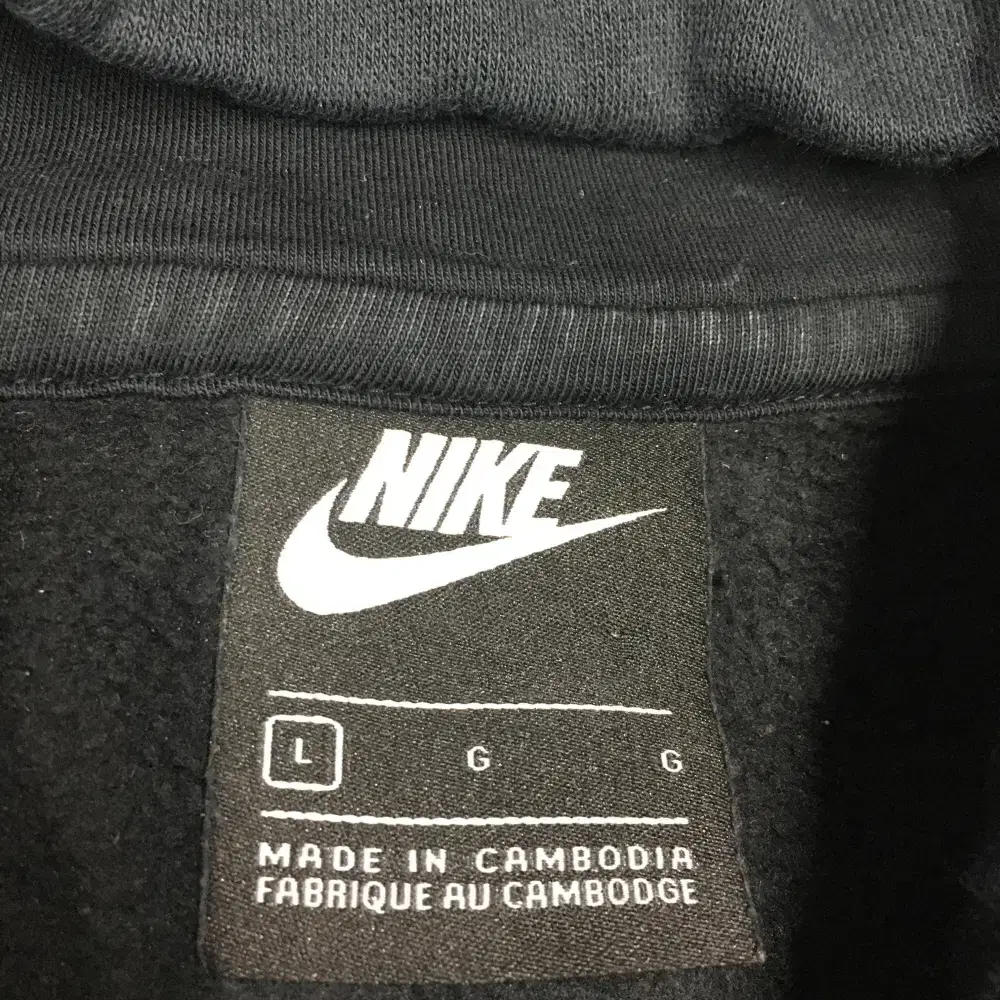 NIKE
L G G
MADE IN CAMBODIA
FABRIQUE AU CAMBODGE